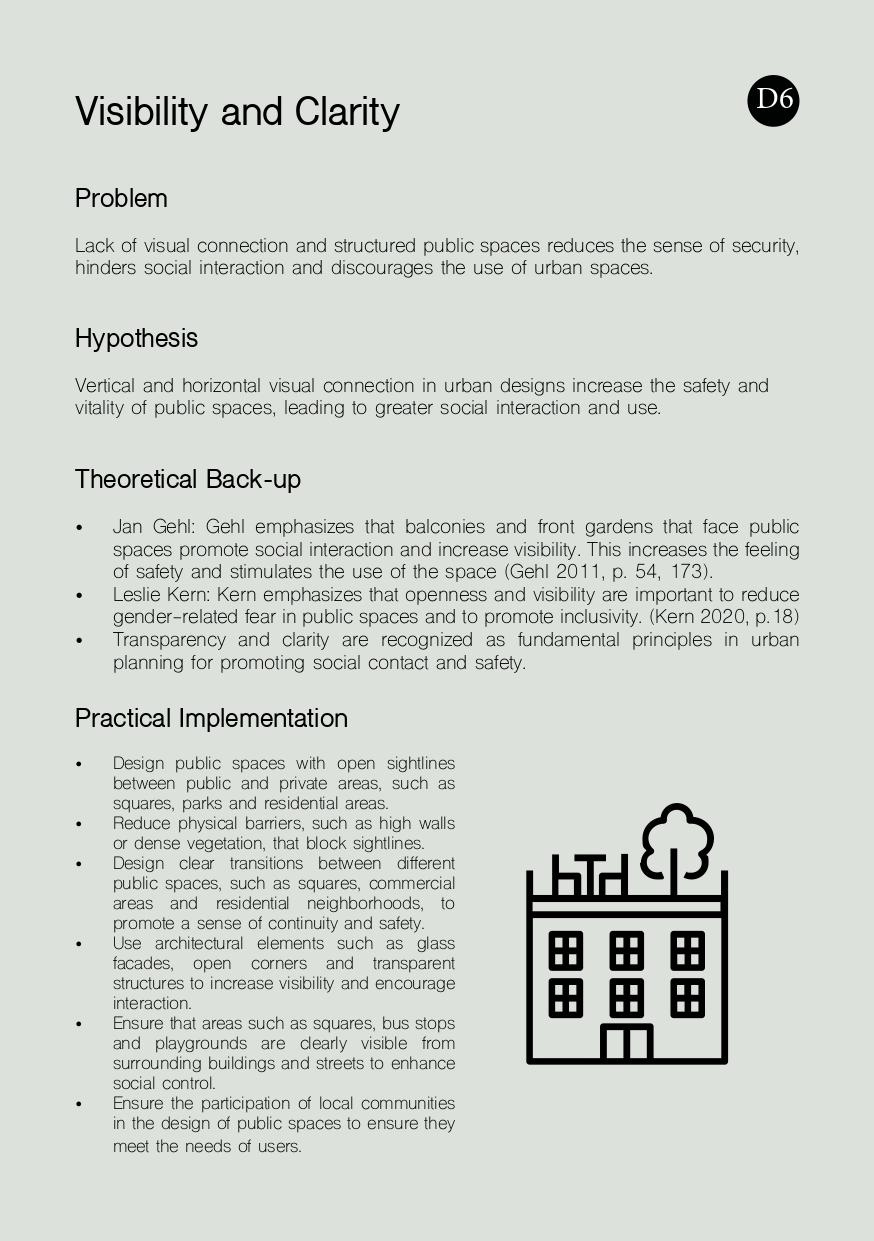 Visibility and Clarity
D6
Problem
Lack of visual connection and structured public spaces reduces the sense of security,
hinders social interaction and discourages the use of urban spaces.
Hypothesis
Vertical and horizontal visual connection in urban designs increase the safety and
vitality of public spaces, leading to greater social interaction and use.
Theoretical Back-up
• Jan Gehl: Gehl emphasizes that balconies and front gardens that face public
spaces promote social interaction and increase visibility. This increases the feeling
of safety and stimulates the use of the space (Gehl 2011, p. 54, 173).
• Leslie Kern: Kern emphasizes that openness and visibility are important to reduce
gender-related fear in public spaces and to promote inclusivity. (Kern 2020, p.18)
• Transparency and clarity are recognized as fundamental principles in urban
planning for promoting social contact and safety.
Practical Implementation
• Design public spaces with open sightlines
between public and private areas, such as
squares, parks and residential areas.
• Reduce physical barriers, such as high walls
or dense vegetation, that block sightlines.
• Design clear transitions between different
public spaces, such as squares, commercial
areas and residential neighborhoods, to
promote a sense of continuity and safety.
• Use architectural elements such as glass
facades, open corners and transparent
structures to increase visibility and encourage
interaction.
• Ensure that areas such as squares, bus stops
and playgrounds are clearly visible from
surrounding buildings and streets to enhance
social control.
• Ensure the participation of local communities
in the design of public spaces to ensure they
meet the needs of users.